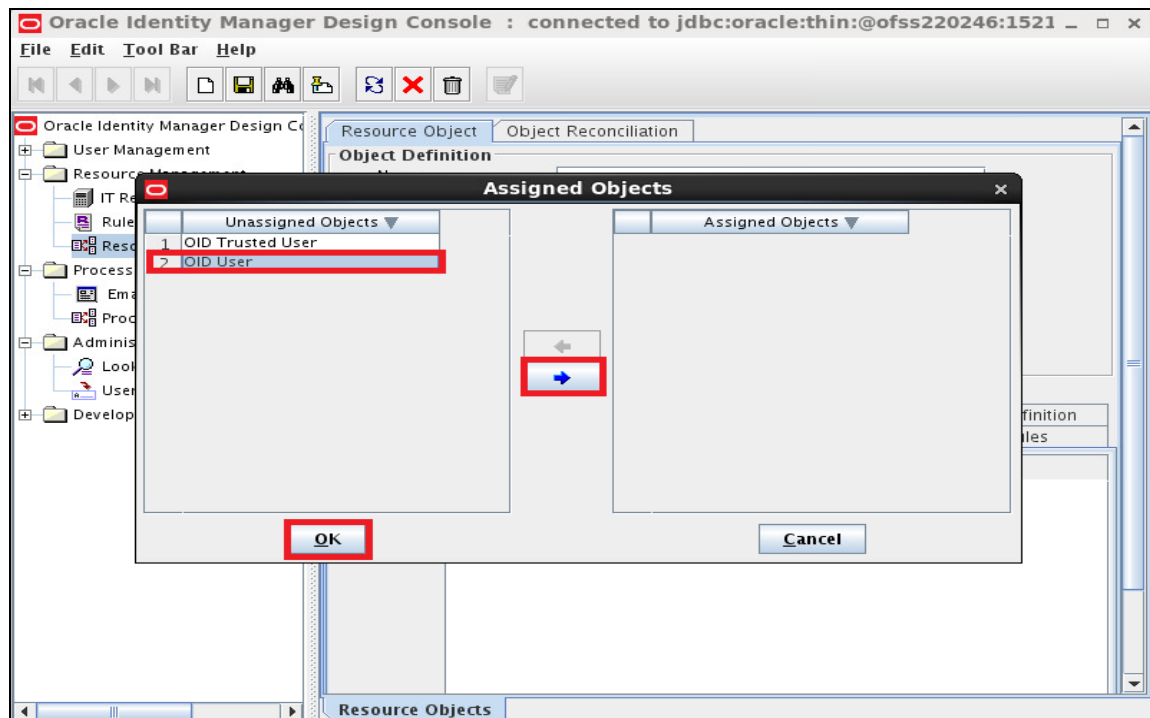 Oracle Identity Manager Design Console : connected to jdbc:oracle:thin:@ofss220246:1521
File Edit Tool Bar Help
Oracle Identity Manager Design Co
User Management
Resource Management
IT Re
Rule
Reso
Process
Ema
Proc
Adminis
Look
User
Develop
Resource Object
Object Reconciliation
Object Definition
Assigned Objects
Unassigned Objects
1 OID Trusted User
2 OID User
Assigned Objects
OK
Cancel
finition
ules
Resource Objects